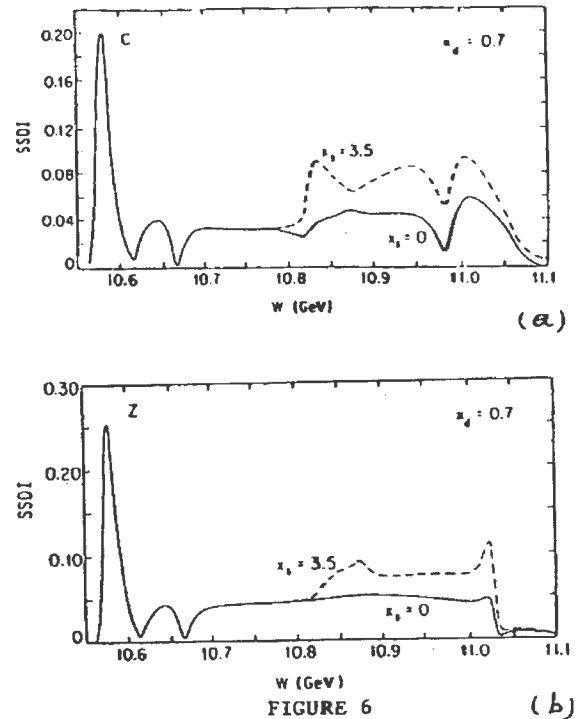 0.20
0.16
0.12
0.08
0.04
0
SSDI
C
x_d = 0.7
x_s = 3.5
x_s = 0
10.6 10.7 10.8 10.9 11.0 11.1
W (GeV)
(a)
0.30
0.20
0.10
0
SSDI
Z
x_d = 0.7
x_s = 3.5
x_s = 0
10.6 10.7 10.8 10.9 11.0 11.1
W (GeV)
FIGURE 6
(b)